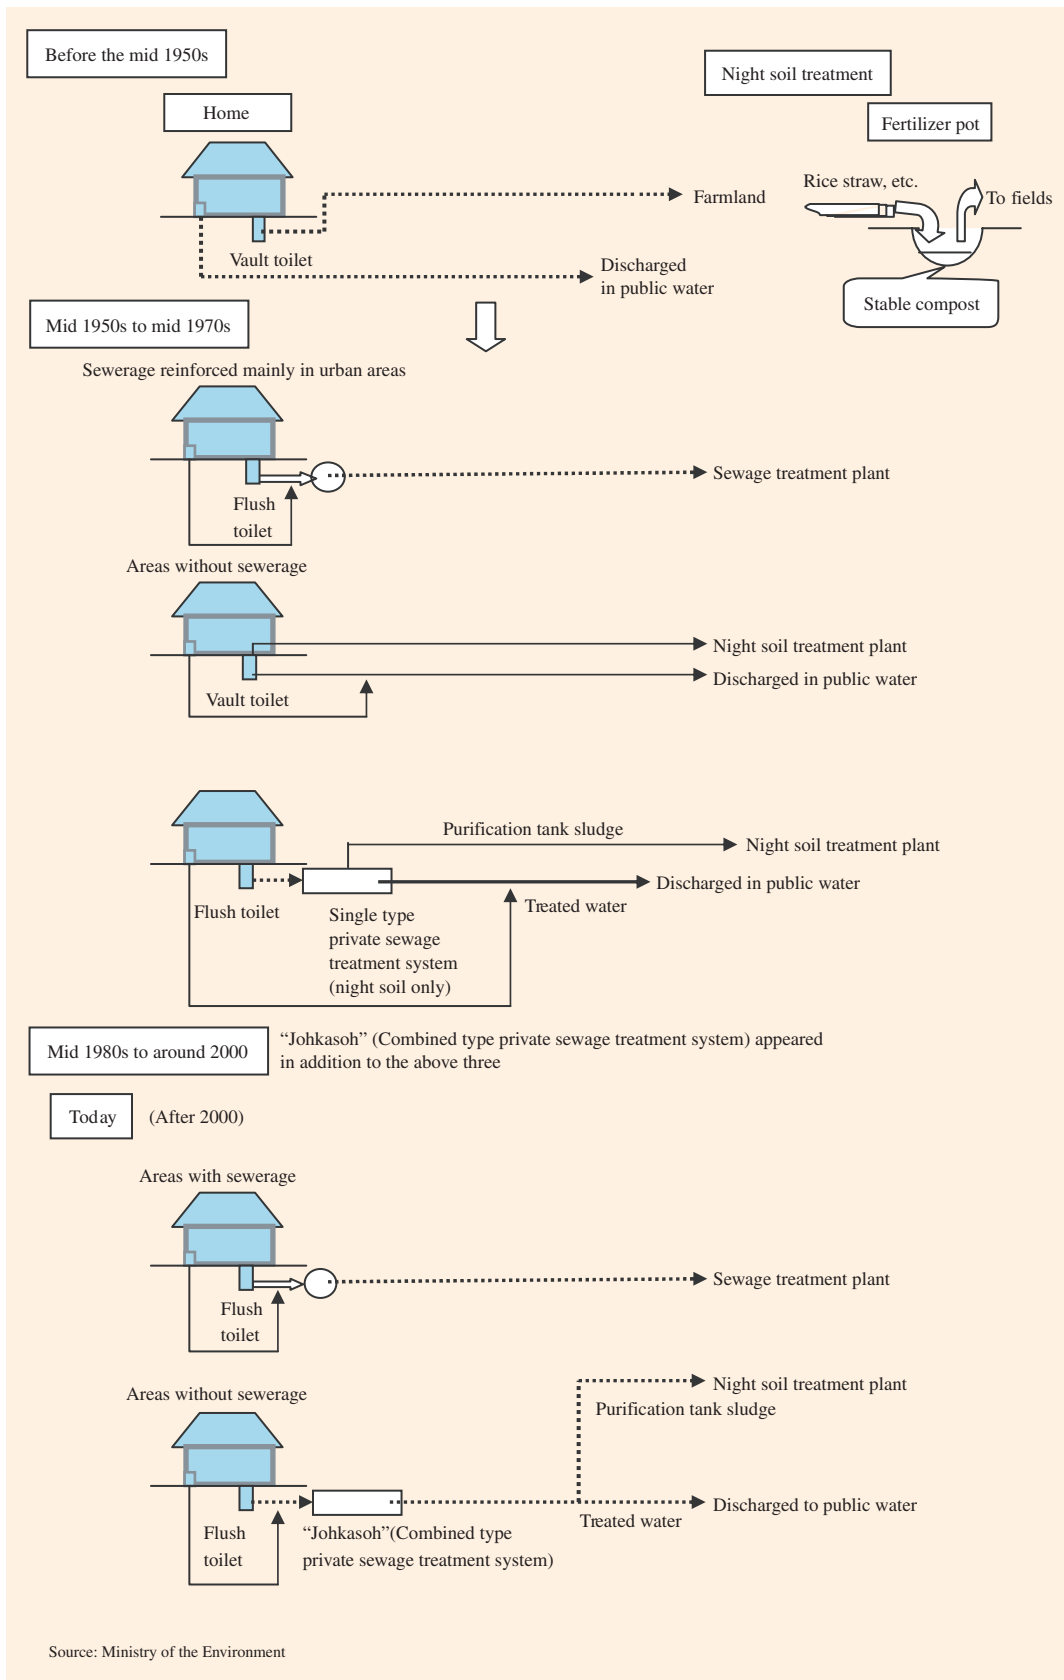 Before the mid 1950s
Night soil treatment
Home
Fertilizer pot
Rice straw, etc.
To fields
Farmland
Vault toilet
Discharged
in public water
Stable compost
Mid 1950s to mid 1970s
Sewerage reinforced mainly in urban areas
Sewage treatment plant
Flush
toilet
Areas without sewerage
Night soil treatment plant
Discharged in public water
Vault toilet
Purification tank sludge
Night soil treatment plant
Discharged in public water
Treated water
Flush toilet
Single type
private sewage
treatment system
(night soil only)
Mid 1980s to around 2000
“Johkasoh” (Combined type private sewage treatment system) appeared
in addition to the above three
Today
(After 2000)
Areas with sewerage
Sewage treatment plant
Flush
toilet
Areas without sewerage
Night soil treatment plant
Purification tank sludge
Discharged to public water
Treated water
Flush
toilet
“Johkasoh”(Combined type
private sewage treatment system)
Source: Ministry of the Environment